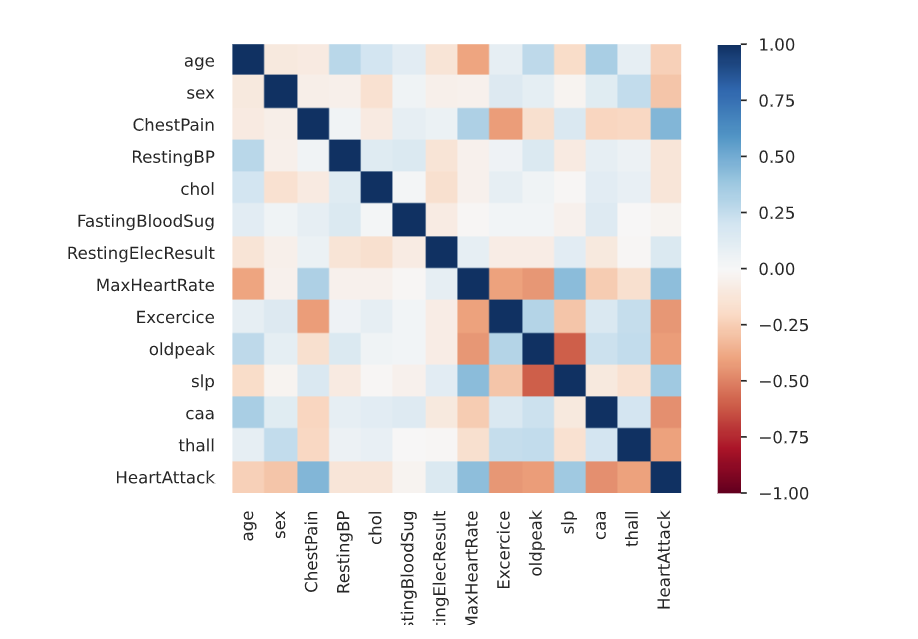 age
sex
ChestPain
RestingBP
chol
FastingBloodSug
RestingElecResult
MaxHeartRate
Excercice
oldpeak
slp
caa
thall
HeartAttack
1.00
0.75
0.50
0.25
0.00
−0.25
−0.50
−0.75
−1.00
age
sex
ChestPain
RestingBP
chol
stingBloodSug
tingElecResult
MaxHeartRate
Excercice
oldpeak
slp
caa
thall
HeartAttack